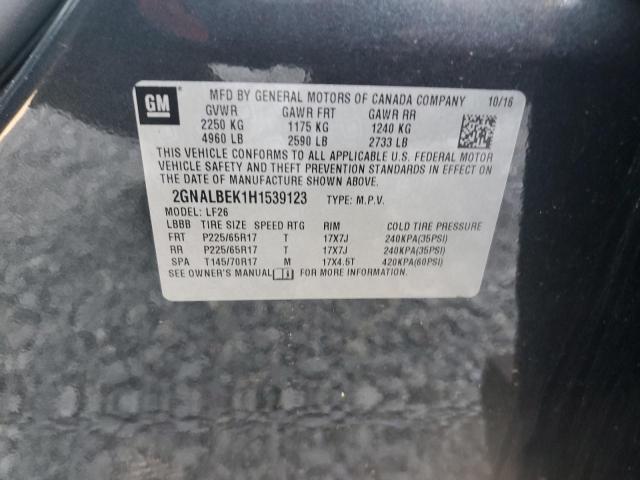 GM
MFD BY GENERAL MOTORS OF CANADA COMPANY 10/16
GVWR GAWR FRT GAWR RR
2250 KG 1175 KG 1240 KG
4960 LB 2590 LB 2733 LB
THIS VEHICLE CONFORMS TO ALL APPLICABLE U.S. FEDERAL MOTOR
VEHICLE SAFETY AND THEFT PREVENTION STANDARDS IN EFFECT ON
THE DATE OF MANUFACTURE SHOWN ABOVE.
2GNALBEK1H1539123 TYPE: M.P.V.
MODEL: LF26
LBBB TIRE SIZE SPEED RTG RIM COLD TIRE PRESSURE
FRT P225/65R17 T 17X7J 240KPA(35PSI)
RR P225/65R17 T 17X7J 240KPA(35PSI)
SPA T145/70R17 M 17X4.5T 420KPA(60PSI)
SEE OWNER'S MANUAL FOR MORE INFORMATION.